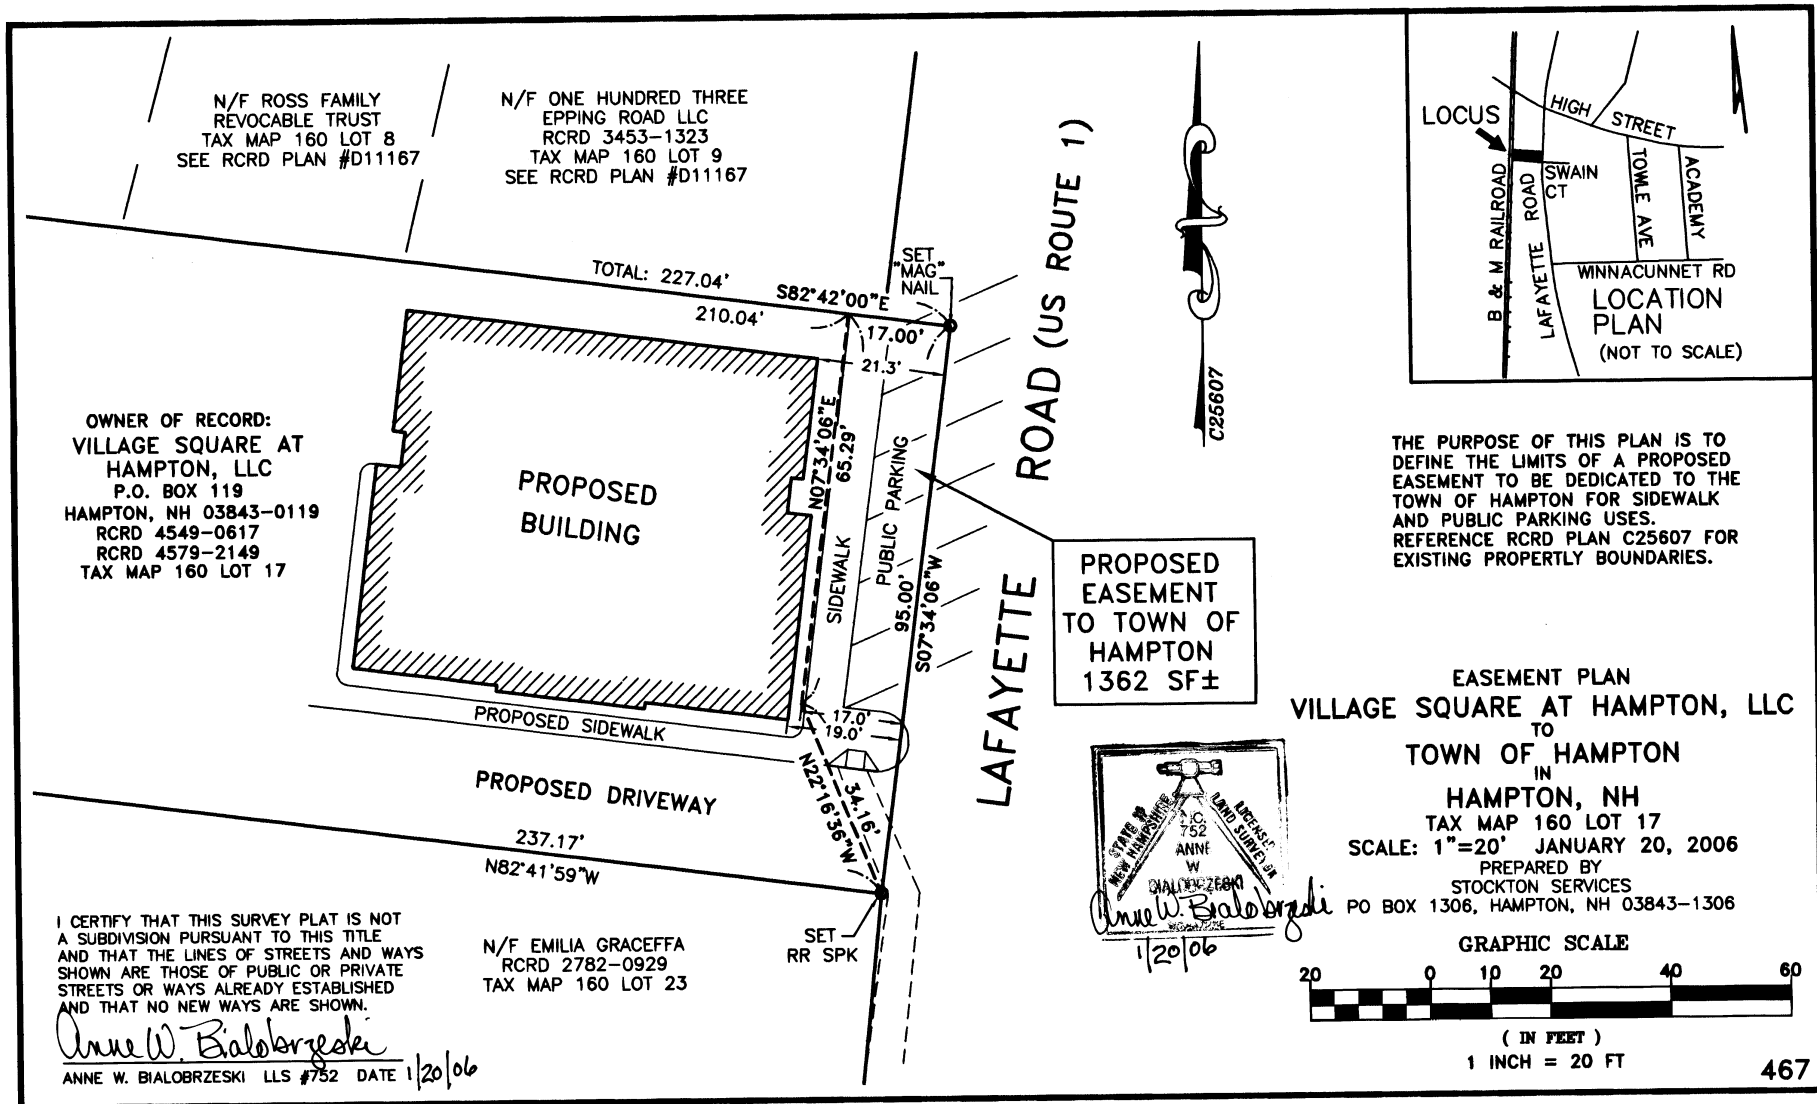 N/F ROSS FAMILY
REVOCABLE TRUST
TAX MAP 160 LOT 8
SEE RCRD PLAN #D11167
N/F ONE HUNDRED THREE
EPPING ROAD LLC
RCRD 3453-1323
TAX MAP 160 LOT 9
SEE RCRD PLAN #D11167
SET
"MAG"
NAIL
TOTAL: 227.04'
S82°42'00"E
210.04'
17.00'
21.3'
OWNER OF RECORD:
VILLAGE SQUARE AT
HAMPTON, LLC
P.O. BOX 119
HAMPTON, NH 03843-0119
RCRD 4549-0617
RCRD 4579-2149
TAX MAP 160 LOT 17
PROPOSED
BUILDING
N07°34'06"E
65.29'
SIDEWALK
PUBLIC PARKING
95.00'
S07°34'06"W
LAFAYETTE ROAD (US ROUTE 1)
C25607
PROPOSED
EASEMENT
TO TOWN OF
HAMPTON
1362 SF±
PROPOSED SIDEWALK
17.0'
19.0'
PROPOSED DRIVEWAY
34.16'
N22°16'36"W
237.17'
N82°41'59"W
SET
RR SPK
N/F EMILIA GRACEFFA
RCRD 2782-0929
TAX MAP 160 LOT 23
I CERTIFY THAT THIS SURVEY PLAT IS NOT
A SUBDIVISION PURSUANT TO THIS TITLE
AND THAT THE LINES OF STREETS AND WAYS
SHOWN ARE THOSE OF PUBLIC OR PRIVATE
STREETS OR WAYS ALREADY ESTABLISHED
AND THAT NO NEW WAYS ARE SHOWN.
Anne W. Bialobrzeski
ANNE W. BIALOBRZESKI LLS #752 DATE 1/20/06
LOCUS
HIGH STREET
SWAIN
CT
TOWLE AVE
ACADEMY
B & M RAILROAD
LAFAYETTE ROAD
WINNACUNNET RD
LOCATION
PLAN
(NOT TO SCALE)
THE PURPOSE OF THIS PLAN IS TO
DEFINE THE LIMITS OF A PROPOSED
EASEMENT TO BE DEDICATED TO THE
TOWN OF HAMPTON FOR SIDEWALK
AND PUBLIC PARKING USES.
REFERENCE RCRD PLAN C25607 FOR
EXISTING PROPERTLY BOUNDARIES.
EASEMENT PLAN
VILLAGE SQUARE AT HAMPTON, LLC
TO
TOWN OF HAMPTON
IN
HAMPTON, NH
TAX MAP 160 LOT 17
SCALE: 1"=20' JANUARY 20, 2006
PREPARED BY
STOCKTON SERVICES
PO BOX 1306, HAMPTON, NH 03843-1306
STATE OF
NEW HAMPSHIRE
LICENSED
LAND SURVEYOR
NO.
752
ANNE
W
BIALOBRZESKI
Anne W. Bialobrzeski
1/20/06
GRAPHIC SCALE
20 0 10 20 40 60
( IN FEET )
1 INCH = 20 FT
467